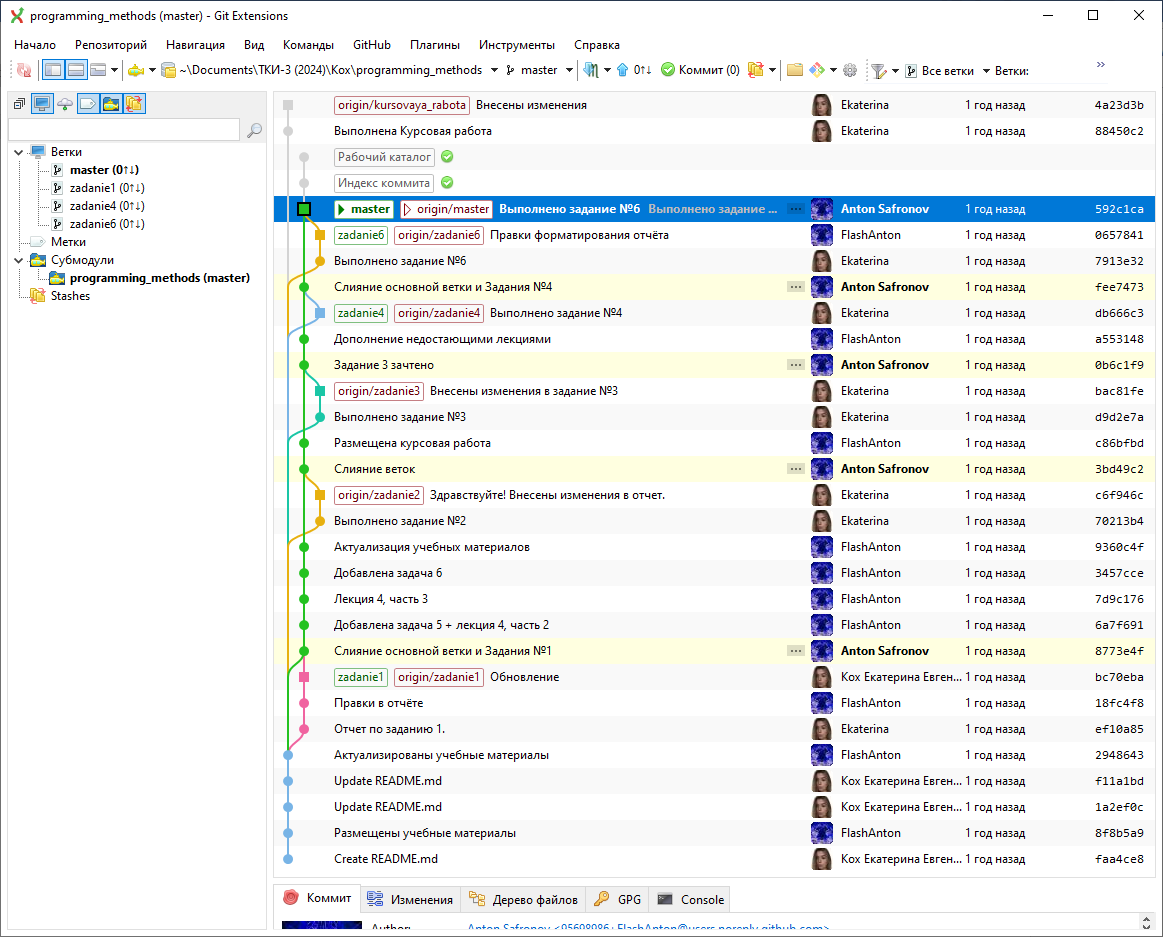 programming_methods (master) - Git Extensions
Начало Репозиторий Навигация Вид Команды GitHub Плагины Инструменты Справка
~\Documents\ТКИ-3 (2024)\Кох\programming_methods master 0↑↓ Коммит (0) Все ветки Ветки: »
Ветки
master (0↑↓)
zadanie1 (0↑↓)
zadanie4 (0↑↓)
zadanie6 (0↑↓)
Метки
Субмодули
programming_methods (master)
Stashes
origin/kursovaya_rabota Внесены изменения Ekaterina 1 год назад 4a23d3b
Выполнена Курсовая работа Ekaterina 1 год назад 88450c2
Рабочий каталог
Индекс коммита
master origin/master Выполнено задание №6 Выполнено задание ... Anton Safronov 1 год назад 592c1ca
zadanie6 origin/zadanie6 Правки форматирования отчёта FlashAnton 1 год назад 0657841
Выполнено задание №6 Ekaterina 1 год назад 7913e32
Слияние основной ветки и Задания №4 Anton Safronov 1 год назад fee7473
zadanie4 origin/zadanie4 Выполнено задание №4 Ekaterina 1 год назад db666c3
Дополнение недостающими лекциями FlashAnton 1 год назад a553148
Задание 3 зачтено Anton Safronov 1 год назад 0b6c1f9
origin/zadanie3 Внесены изменения в задание №3 Ekaterina 1 год назад bac81fe
Выполнено задание №3 Ekaterina 1 год назад d9d2e7a
Размещена курсовая работа FlashAnton 1 год назад c86bfbd
Слияние веток Anton Safronov 1 год назад 3bd49c2
origin/zadanie2 Здравствуйте! Внесены изменения в отчет. Ekaterina 1 год назад c6f946c
Выполнено задание №2 Ekaterina 1 год назад 70213b4
Актуализация учебных материалов FlashAnton 1 год назад 9360c4f
Добавлена задача 6 FlashAnton 1 год назад 3457cce
Лекция 4, часть 3 FlashAnton 1 год назад 7d9c176
Добавлена задача 5 + лекция 4, часть 2 FlashAnton 1 год назад 6a7f691
Слияние основной ветки и Задания №1 Anton Safronov 1 год назад 8773e4f
zadanie1 origin/zadanie1 Обновление Кох Екатерина Евген... 1 год назад bc70eba
Правки в отчёте FlashAnton 1 год назад 18fc4f8
Отчет по заданию 1. Ekaterina 1 год назад ef10a85
Актуализированы учебные материалы FlashAnton 1 год назад 2948643
Update README.md Кох Екатерина Евген... 1 год назад f11a1bd
Update README.md Кох Екатерина Евген... 1 год назад 1a2ef0c
Размещены учебные материалы FlashAnton 1 год назад 8f8b5a9
Create README.md Кох Екатерина Евген... 1 год назад faa4ce8
Коммит Изменения Дерево файлов GPG Console
Author: Anton Safronov <95698986+FlashAnton@users.noreply.github.com>